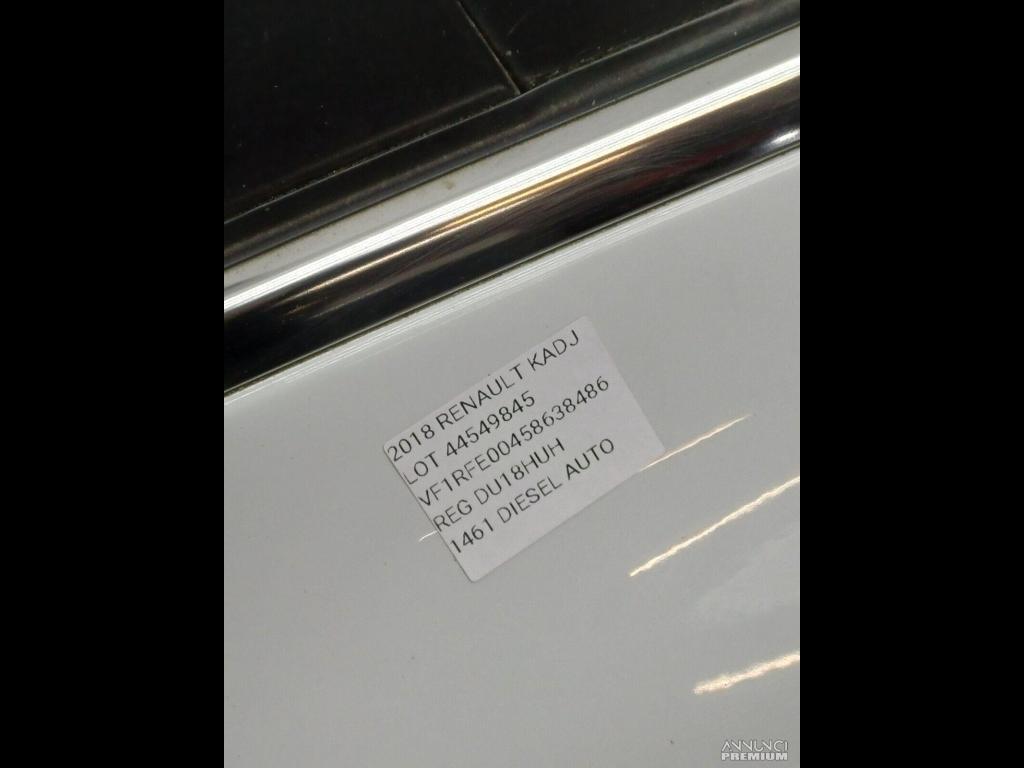 2018 RENAULT KADJ
LOT 44549845
VF1RFE00458638486
REG DU18HUH
1461 DIESEL AUTO
ANNUNCI
PREMIUM